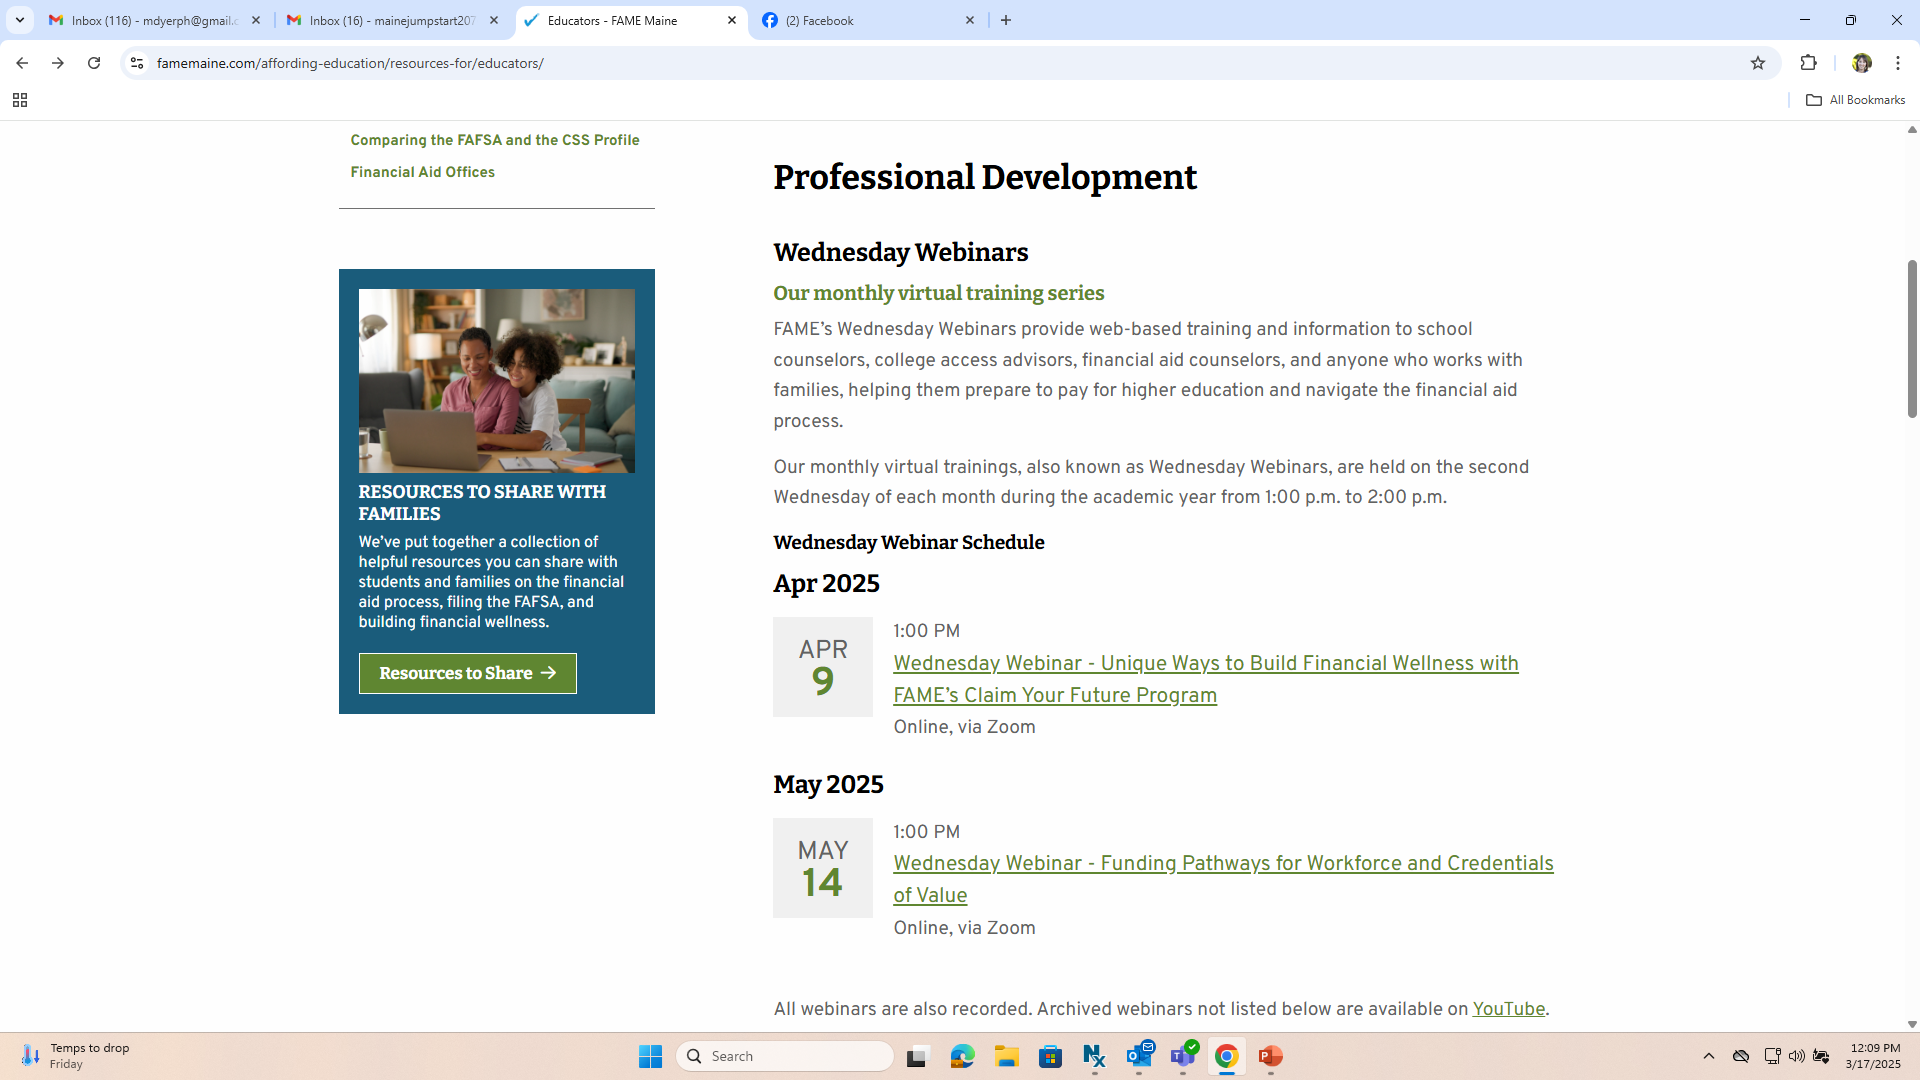 Inbox (116) - mdyerph@gmail.c
Inbox (16) - mainejumpstart207
Educators - FAME Maine
(2) Facebook
famemaine.com/affording-education/resources-for/educators/
All Bookmarks
Comparing the FAFSA and the CSS Profile
Financial Aid Offices
RESOURCES TO SHARE WITH
FAMILIES
We’ve put together a collection of
helpful resources you can share with
students and families on the financial
aid process, filing the FAFSA, and
building financial wellness.
Resources to Share →
Professional Development
Wednesday Webinars
Our monthly virtual training series
FAME’s Wednesday Webinars provide web-based training and information to school
counselors, college access advisors, financial aid counselors, and anyone who works with
families, helping them prepare to pay for higher education and navigate the financial aid
process.
Our monthly virtual trainings, also known as Wednesday Webinars, are held on the second
Wednesday of each month during the academic year from 1:00 p.m. to 2:00 p.m.
Wednesday Webinar Schedule
Apr 2025
APR
9
1:00 PM
Wednesday Webinar - Unique Ways to Build Financial Wellness with
FAME’s Claim Your Future Program
Online, via Zoom
May 2025
MAY
14
1:00 PM
Wednesday Webinar - Funding Pathways for Workforce and Credentials
of Value
Online, via Zoom
All webinars are also recorded. Archived webinars not listed below are available on YouTube.
Temps to drop
Friday
Search
12:09 PM
3/17/2025